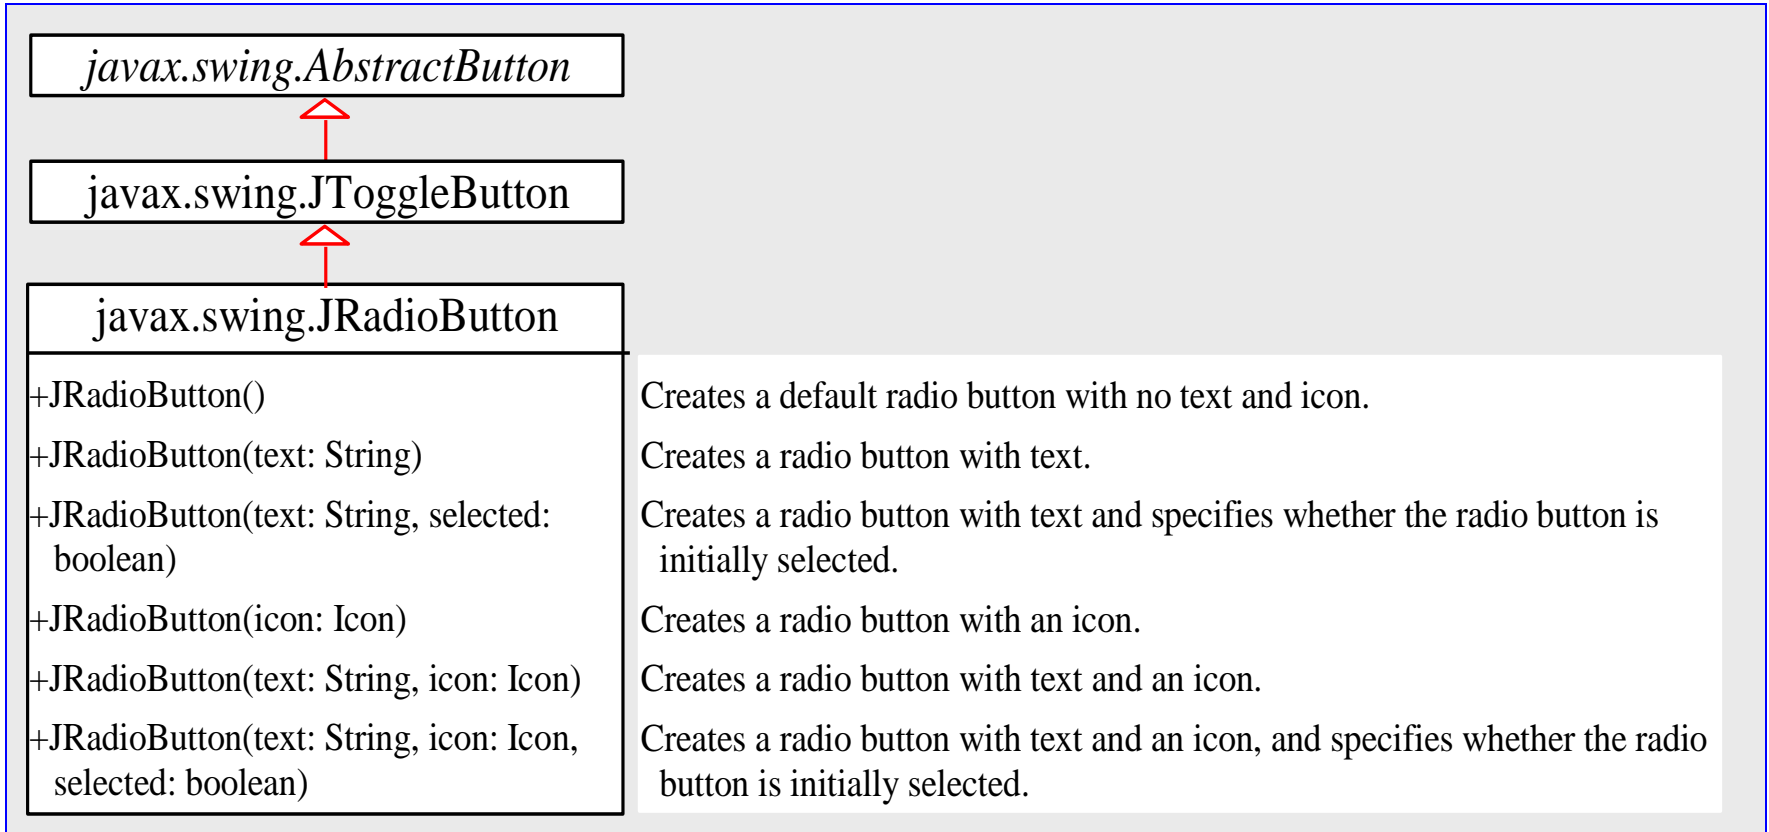 javax.swing.AbstractButton
javax.swing.JToggleButton
javax.swing.JRadioButton
+JRadioButton()
Creates a default radio button with no text and icon.
+JRadioButton(text: String)
Creates a radio button with text.
+JRadioButton(text: String, selected:
boolean)
Creates a radio button with text and specifies whether the radio button is
initially selected.
+JRadioButton(icon: Icon)
Creates a radio button with an icon.
+JRadioButton(text: String, icon: Icon)
Creates a radio button with text and an icon.
+JRadioButton(text: String, icon: Icon,
selected: boolean)
Creates a radio button with text and an icon, and specifies whether the radio
button is initially selected.